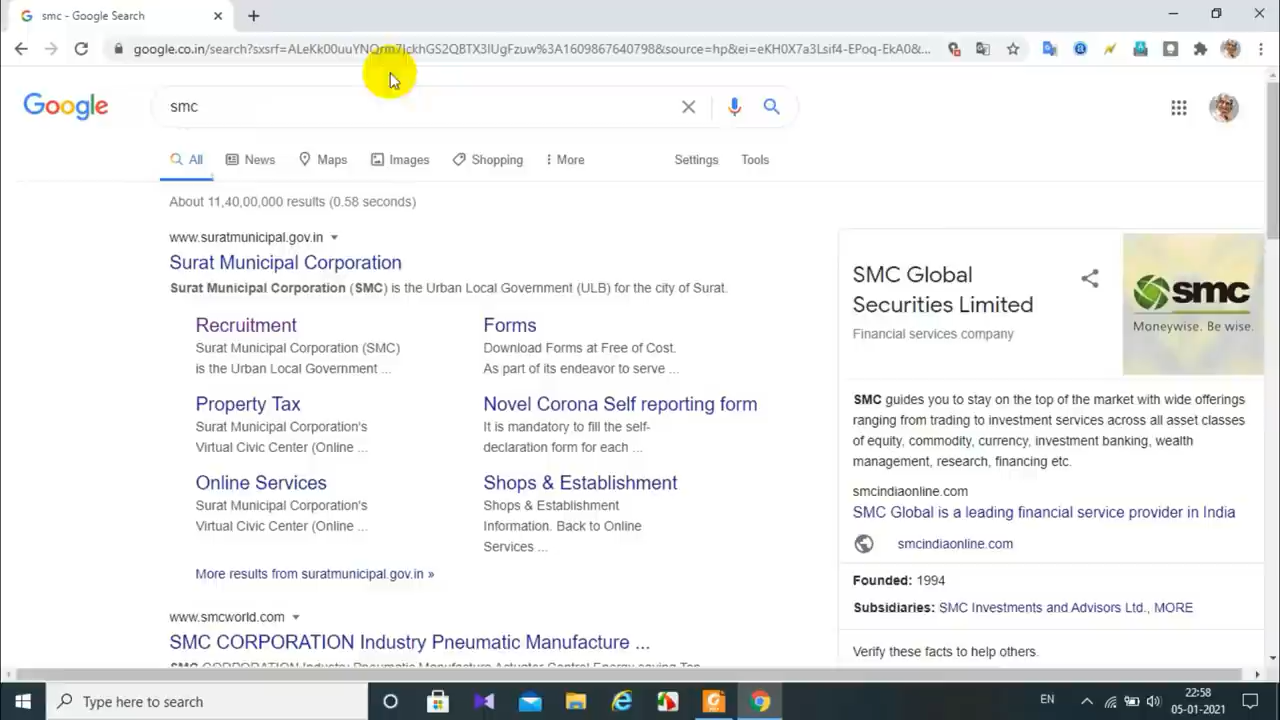 smc - Google Search
google.co.in/search?sxsrf=ALeKk00uuYNQrm7jckhGS2QBTX3lUgFzuw%3A1609867640798&source=hp&ei=eKH0X7a3Lsif4-EPoq-EkA0&...
Google
smc
All News Maps Images Shopping More Settings Tools
About 11,40,00,000 results (0.58 seconds)
www.suratmunicipal.gov.in
Surat Municipal Corporation
Surat Municipal Corporation (SMC) is the Urban Local Government (ULB) for the city of Surat.
Recruitment
Surat Municipal Corporation (SMC)
is the Urban Local Government ...
Forms
Download Forms at Free of Cost.
As part of its endeavor to serve ...
Property Tax
Surat Municipal Corporation's
Virtual Civic Center (Online ...
Novel Corona Self reporting form
It is mandatory to fill the self-
declaration form for each ...
Online Services
Surat Municipal Corporation's
Virtual Civic Center (Online ...
Shops & Establishment
Shops & Establishment
Information. Back to Online
Services ...
More results from suratmunicipal.gov.in »
www.smcworld.com
SMC CORPORATION Industry Pneumatic Manufacture ...
SMC CORPORATION Industry Pneumatic Manufacture Actuator Control Energy saving Top
SMC Global
Securities Limited
Financial services company
smc
Moneywise. Be wise.
SMC guides you to stay on the top of the market with wide offerings
ranging from trading to investment services across all asset classes
of equity, commodity, currency, investment banking, wealth
management, research, financing etc.
smcindiaonline.com
SMC Global is a leading financial service provider in India
smcindiaonline.com
Founded: 1994
Subsidiaries: SMC Investments and Advisors Ltd., MORE
Verify these facts to help others.
Type here to search
EN
22:58
05-01-2021